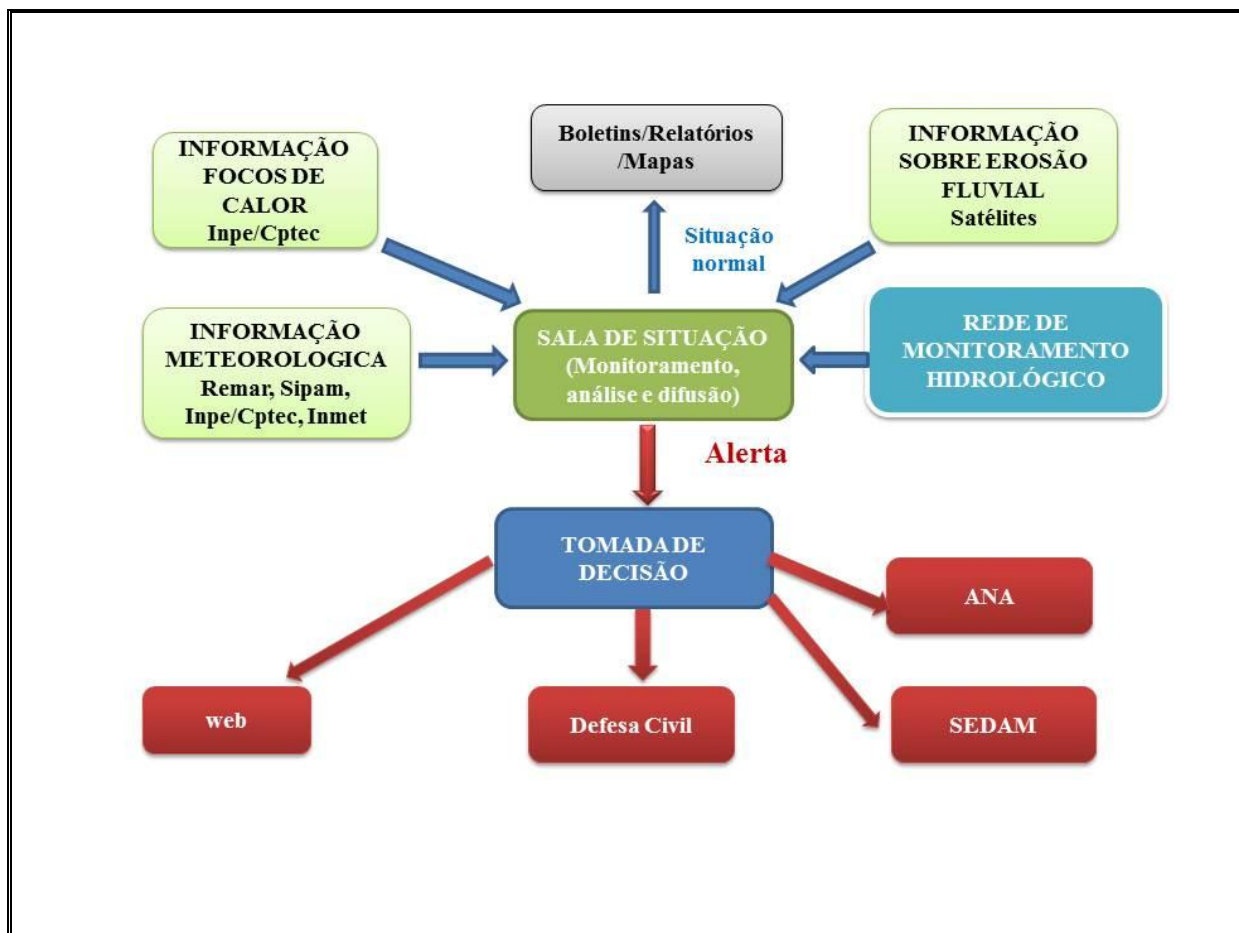 INFORMAÇÃO
FOCOS DE
CALOR
Inpe/Cptec
Boletins/Relatórios
/Mapas
INFORMAÇÃO
SOBRE EROSÃO
FLUVIAL
Satélites
Situação
normal
INFORMAÇÃO
METEOROLOGICA
Remar, Sipam,
Inpe/Cptec, Inmet
SALA DE SITUAÇÃO
(Monitoramento,
análise e difusão)
REDE DE
MONITORAMENTO
HIDROLÓGICO
Alerta
TOMADA DE
DECISÃO
ANA
web
Defesa Civil
SEDAM